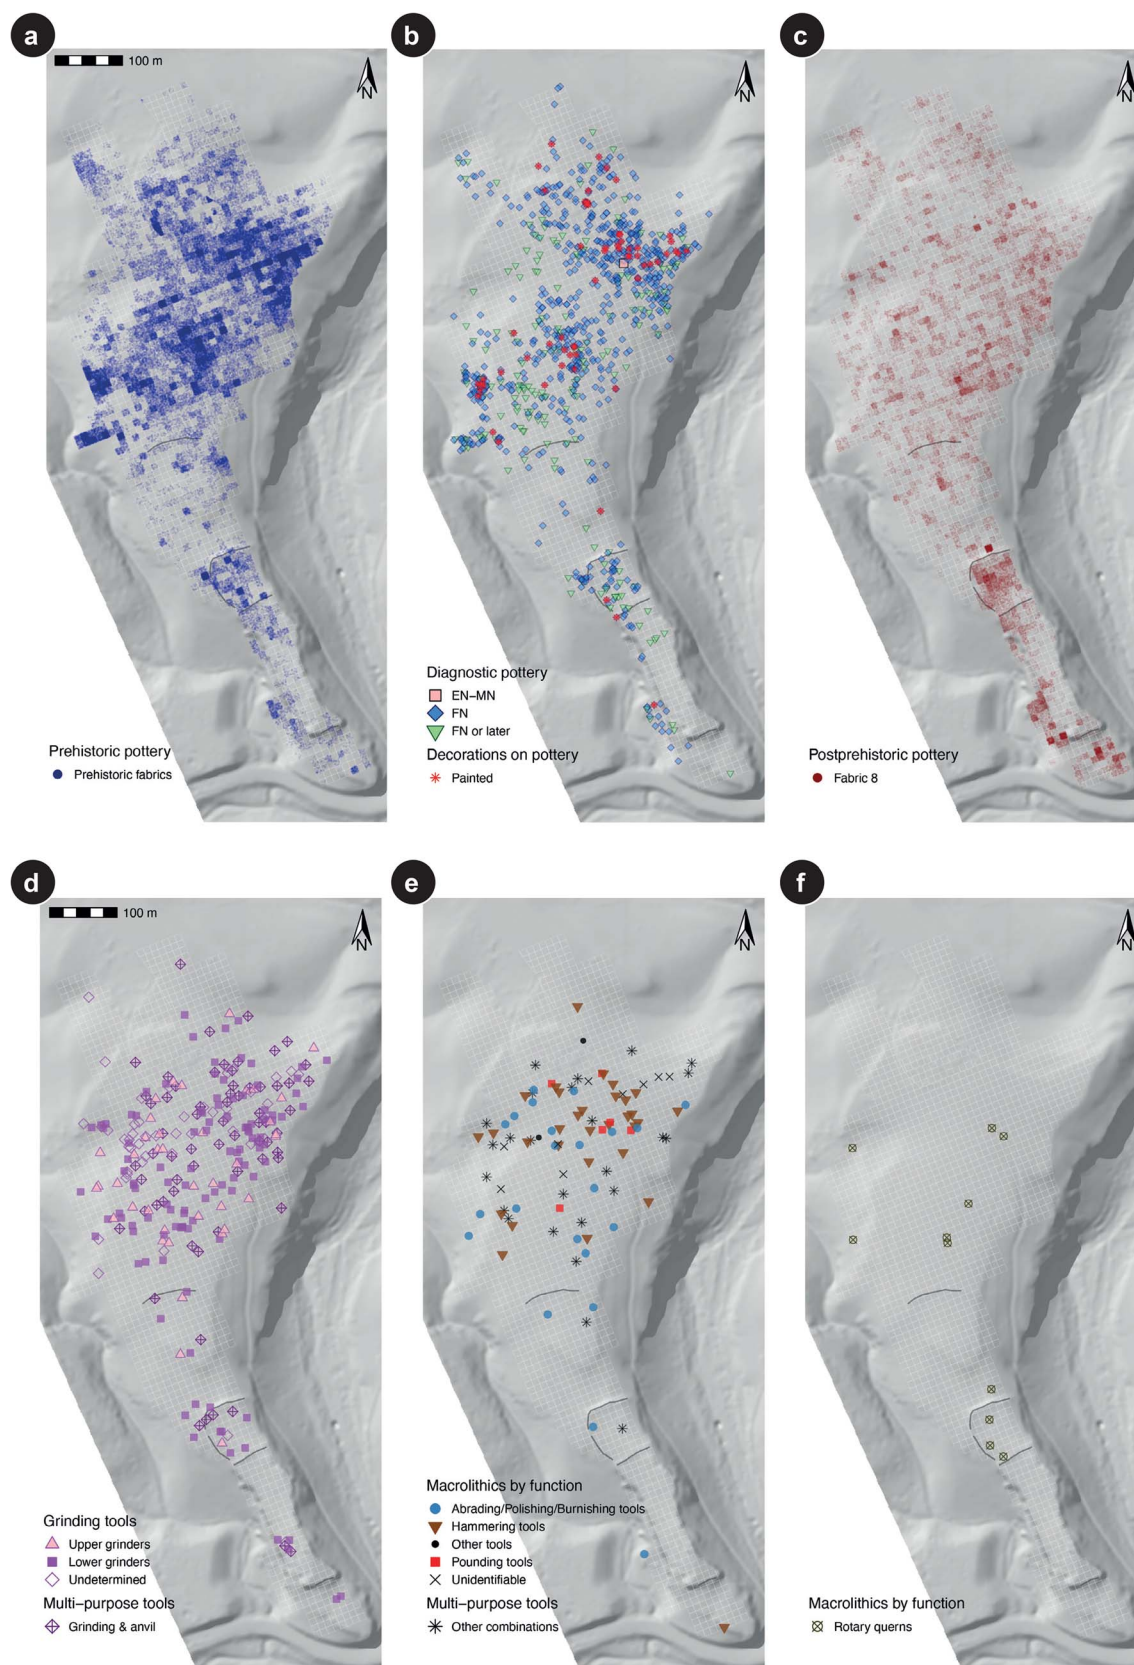 a
100 m
N
Prehistoric pottery
Prehistoric fabrics
b
N
Diagnostic pottery
EN–MN
FN
FN or later
Decorations on pottery
Painted
c
N
Postprehistoric pottery
Fabric 8
d
100 m
N
Grinding tools
Upper grinders
Lower grinders
Undetermined
Multi–purpose tools
Grinding & anvil
e
N
Macrolithics by function
Abrading/Polishing/Burnishing tools
Hammering tools
Other tools
Pounding tools
Unidentifiable
Multi–purpose tools
Other combinations
f
N
Macrolithics by function
Rotary querns